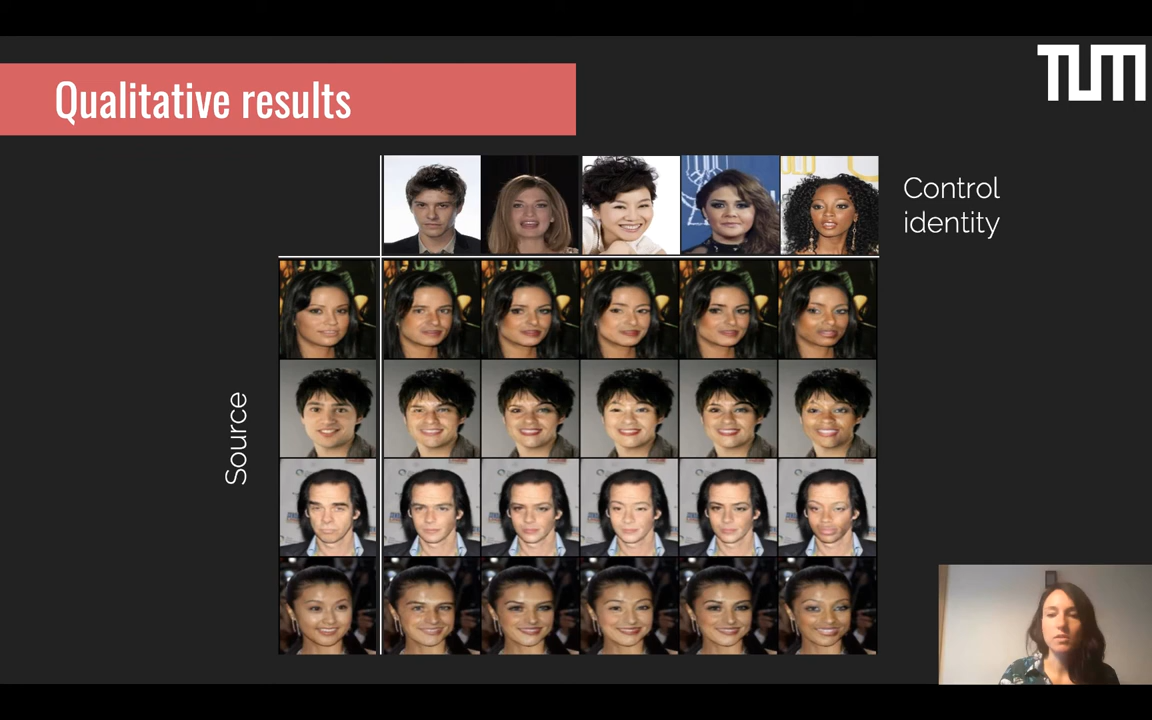 Qualitative results
TUM
Control
identity
Source